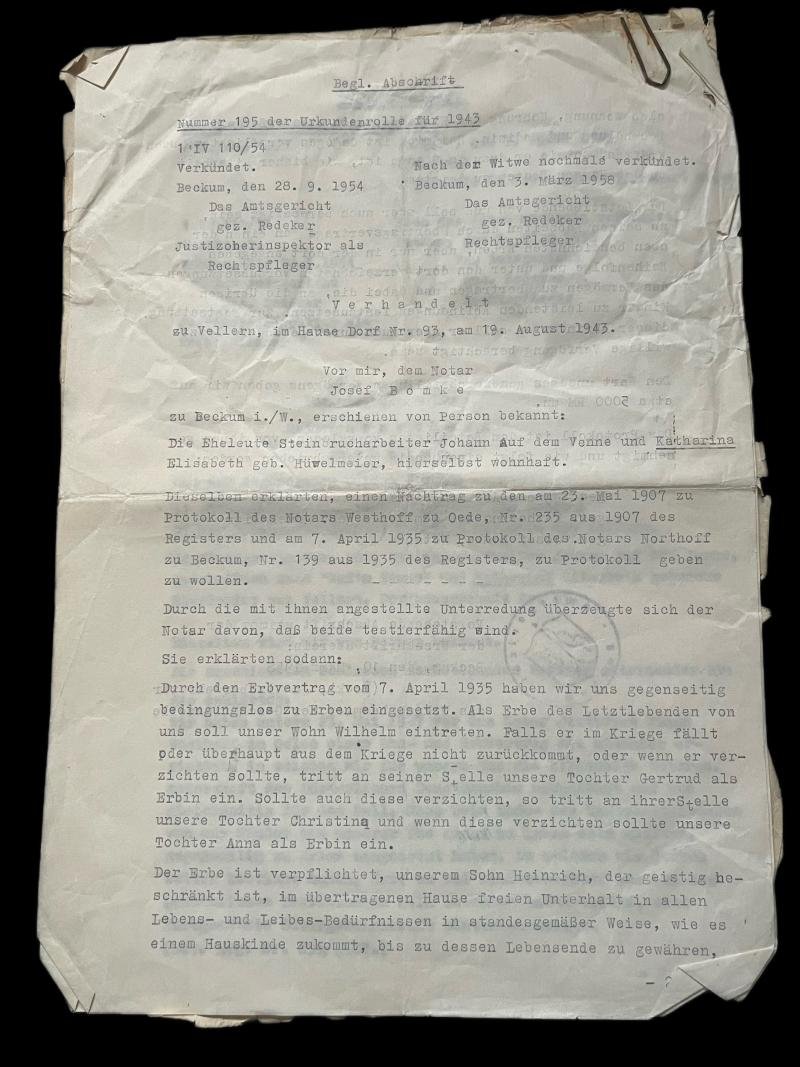 Begl. Abschrift
Nummer 195 der Urkundenrolle für 1943
1 IV 110/54
Verkündet.
Beckum, den 28. 9. 1954
Das Amtsgericht
gez. Redeker
Justizoherinspektor als
Rechtspfleger
Nach der Witwe nochmals verkündet.
Beckum, den 3. März 1958
Das Amtsgericht
gez. Redeker
Rechtspfleger
Verhandelt
zu Vellern, im Hause Dorf Nr. 93, am 19. August 1943.
Vor mir, dem Notar
Josef Bomke
zu Beckum i./W., erschienen von Person bekannt:
Die Eheleute Steinbrucharbeiter Johann Auf dem Venne und Katharina
Elisabeth geb. Hüwelmeier, hierselbst wohnhaft.
Dieselben erklärten, einen Nachtrag zu den am 23. Mai 1907 zu
Protokoll des Notars Westhoff zu Oede, Nr. 235 aus 1907 des
Registers und am 7. April 1935 zu Protokoll des Notars Northoff
zu Beckum, Nr. 139 aus 1935 des Registers, zu Protokoll geben
zu wollen. - - - - -
Durch die mit ihnen angestellte Unterredung überzeugte sich der
Notar davon, daß beide testierfähig sind.
Sie erklärten sodann:
Durch den Erbvertrag vom 7. April 1935 haben wir uns gegenseitig
bedingungslos zu Erben eingesetzt. Als Erbe des Letztlebenden von
uns soll unser Wohn Wilhelm eintreten. Falls er im Kriege fällt
oder überhaupt aus dem Kriege nicht zurückkommt, oder wenn er ver-
zichten sollte, tritt an seiner Stelle unsere Tochter Gertrud als
Erbin ein. Sollte auch diese verzichten, so tritt an ihrerStelle
unsere Tochter Christina und wenn diese verzichten sollte unsere
Tochter Anna als Erbin ein.
Der Erbe ist verpflichtet, unserem Sohn Heinrich, der geistig he-
schränkt ist, im übertragenen Hause freien Unterhalt in allen
Lebens- und Leibes-Bedürfnissen in standesgemäßer Weise, wie es
einem Hauskinde zukommt, bis zu dessen Lebensende zu gewähren,